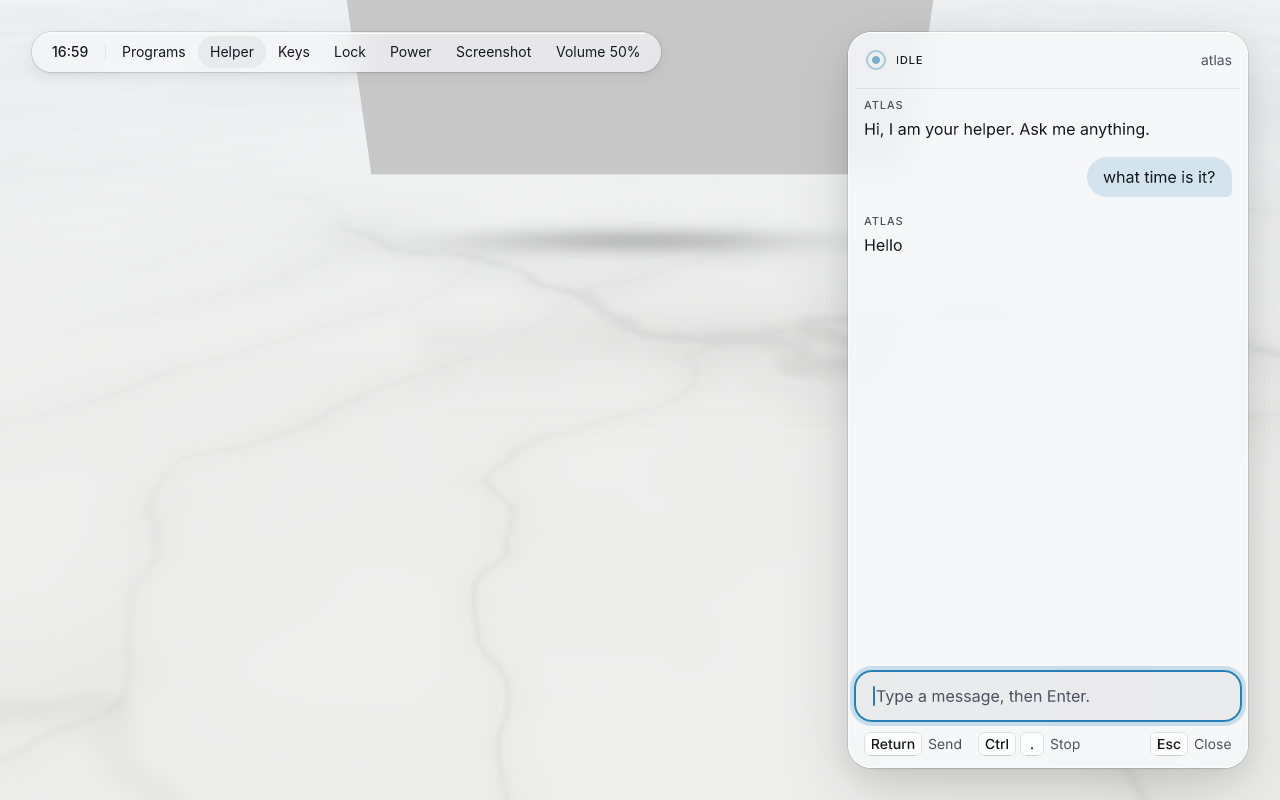 16:59 Programs Helper Keys Lock Power Screenshot Volume 50%
IDLE atlas
ATLAS
Hi, I am your helper. Ask me anything.
what time is it?
ATLAS
Hello
Type a message, then Enter.
Return Send Ctrl . Stop Esc Close